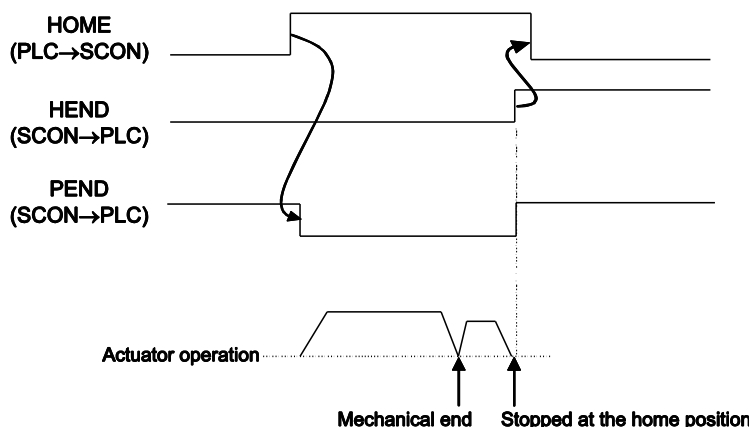 HOME
(PLC→SCON)
HEND
(SCON→PLC)
PEND
(SCON→PLC)
Actuator operation
Mechanical end
Stopped at the home position